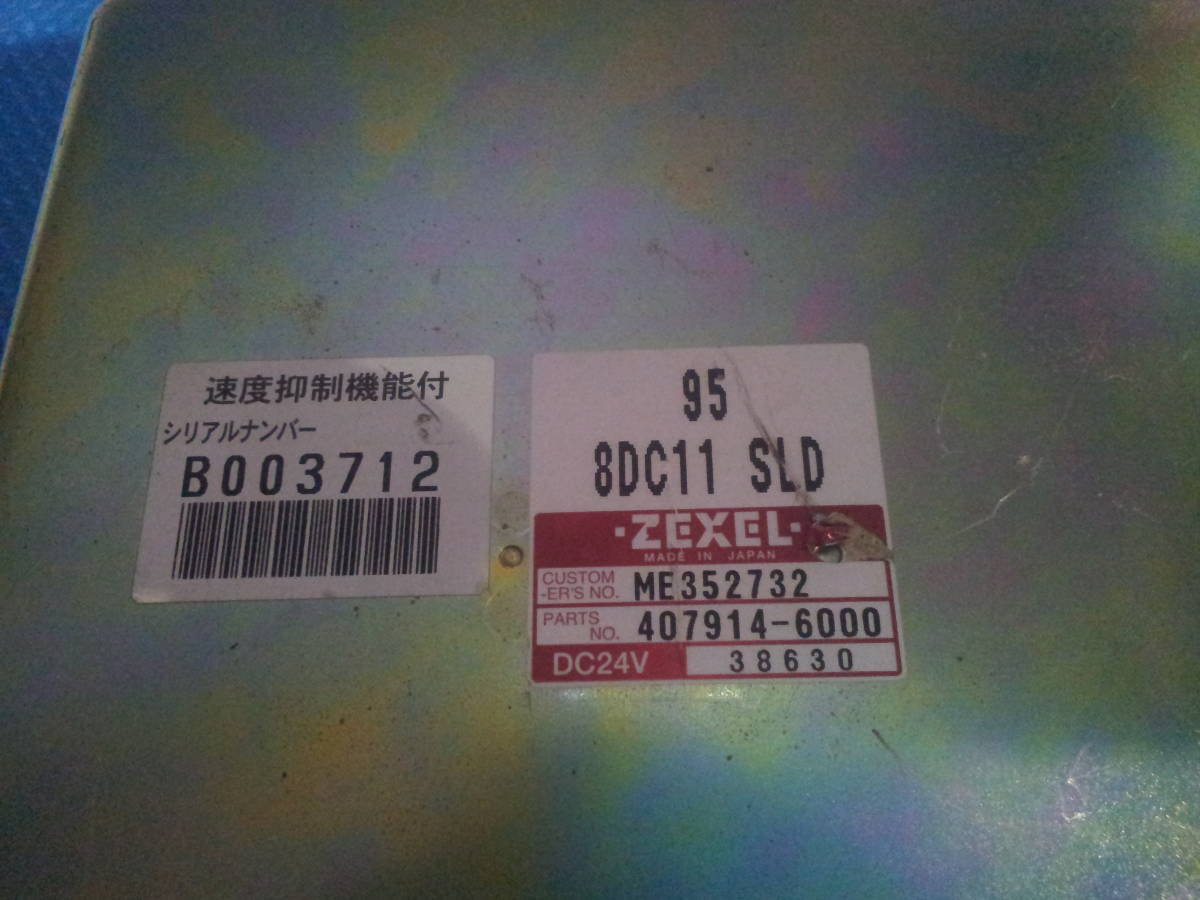 速度抑制機能付
シリアルナンバー
B003712
95
8DC11 SLD
·ZEXEL·
MADE IN JAPAN
CUSTOM
-ER'S NO. ME352732
PARTS
NO. 407914-6000
DC24V 38630